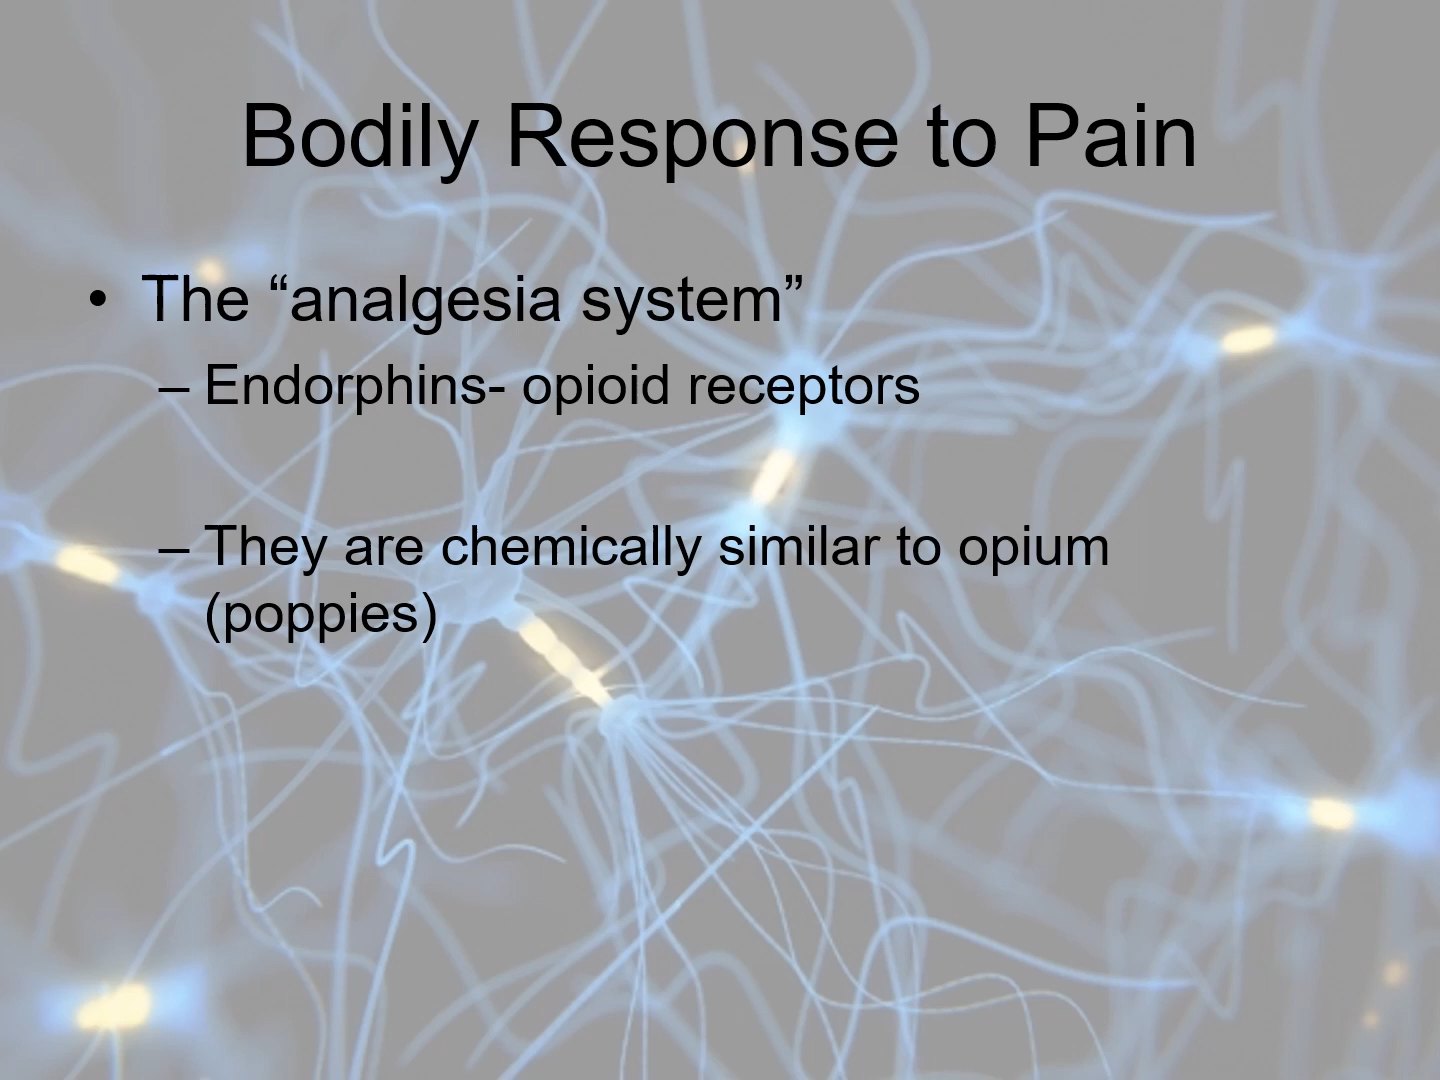 Bodily Response to Pain
• The “analgesia system”
– Endorphins- opioid receptors
– They are chemically similar to opium
(poppies)